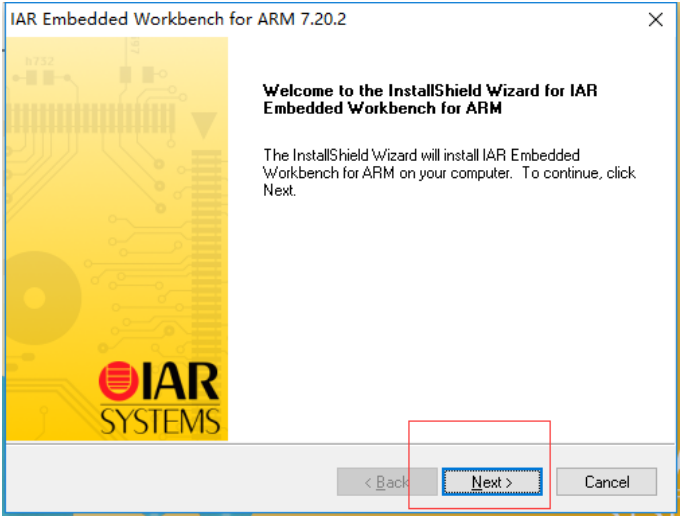 IAR Embedded Workbench for ARM 7.20.2
b732
Welcome to the InstallShield Wizard for IAR
Embedded Workbench for ARM
The InstallShield Wizard will install IAR Embedded
Workbench for ARM on your computer. To continue, click
Next.
IAR
SYSTEMS
< Back
Next >
Cancel